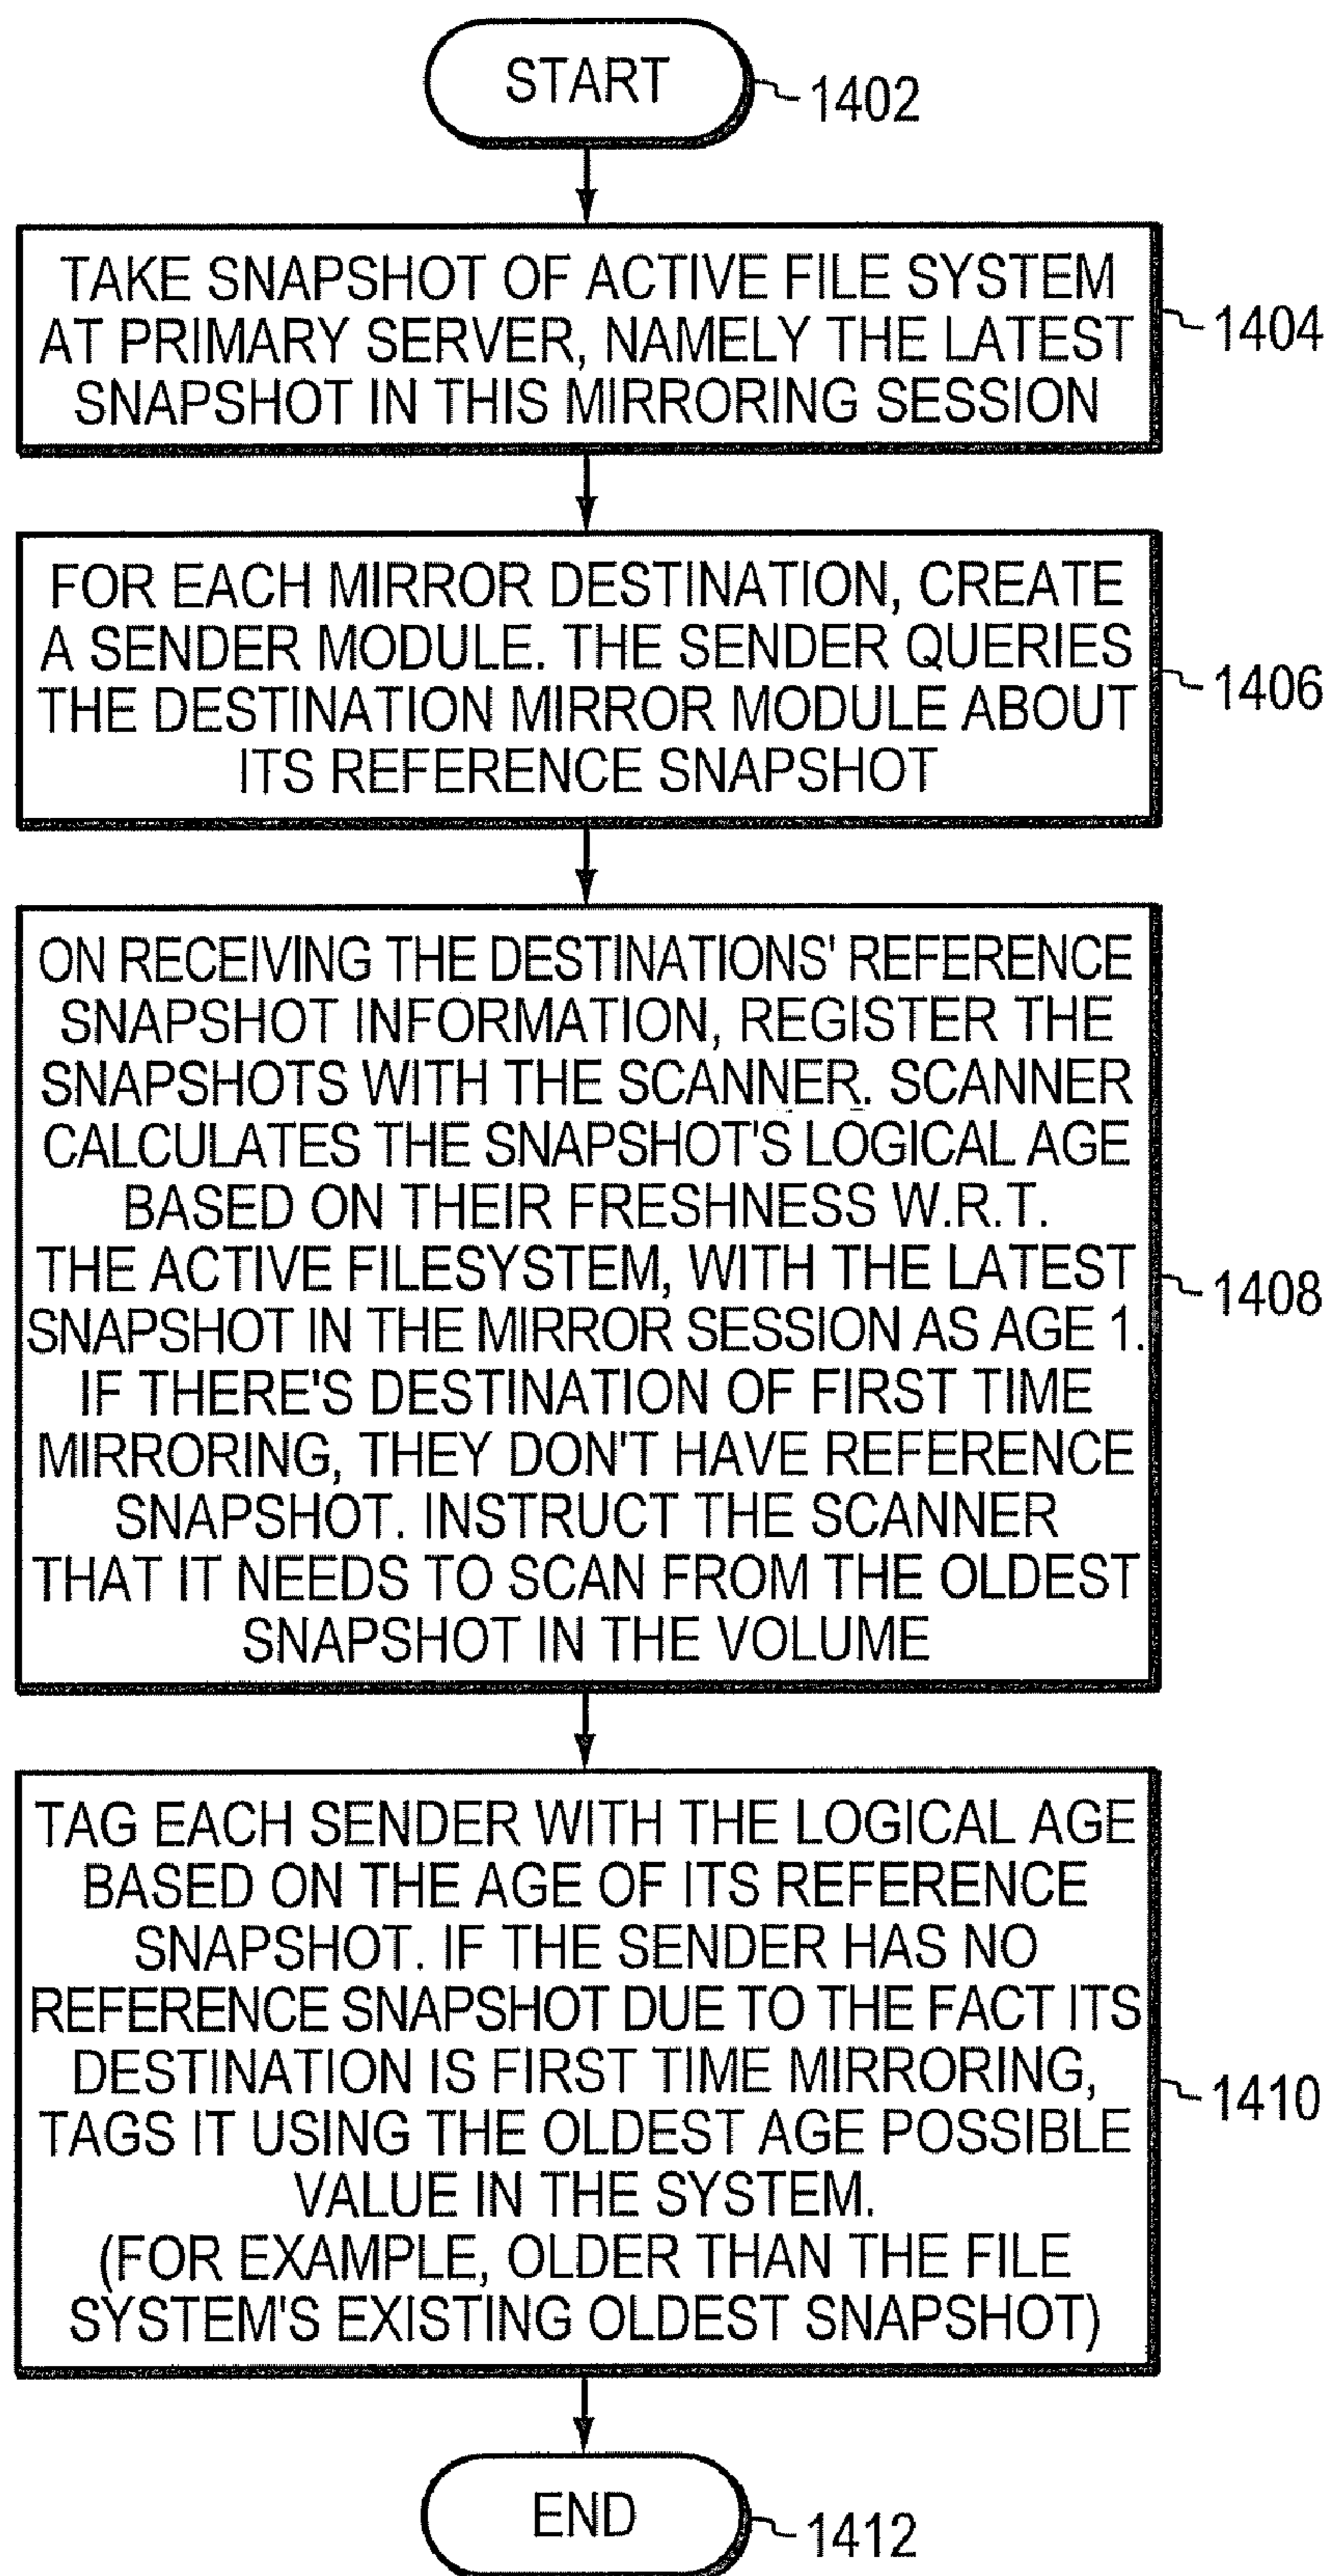 START
1402
TAKE SNAPSHOT OF ACTIVE FILE SYSTEM
AT PRIMARY SERVER, NAMELY THE LATEST
SNAPSHOT IN THIS MIRRORING SESSION
1404
FOR EACH MIRROR DESTINATION, CREATE
A SENDER MODULE. THE SENDER QUERIES
THE DESTINATION MIRROR MODULE ABOUT
ITS REFERENCE SNAPSHOT
1406
ON RECEIVING THE DESTINATIONS' REFERENCE
SNAPSHOT INFORMATION, REGISTER THE
SNAPSHOTS WITH THE SCANNER. SCANNER
CALCULATES THE SNAPSHOT'S LOGICAL AGE
BASED ON THEIR FRESHNESS W.R.T.
THE ACTIVE FILESYSTEM, WITH THE LATEST
SNAPSHOT IN THE MIRROR SESSION AS AGE 1.
IF THERE'S DESTINATION OF FIRST TIME
MIRRORING, THEY DON'T HAVE REFERENCE
SNAPSHOT. INSTRUCT THE SCANNER
THAT IT NEEDS TO SCAN FROM THE OLDEST
SNAPSHOT IN THE VOLUME
1408
TAG EACH SENDER WITH THE LOGICAL AGE
BASED ON THE AGE OF ITS REFERENCE
SNAPSHOT. IF THE SENDER HAS NO
REFERENCE SNAPSHOT DUE TO THE FACT ITS
DESTINATION IS FIRST TIME MIRRORING,
TAGS IT USING THE OLDEST AGE POSSIBLE
VALUE IN THE SYSTEM.
(FOR EXAMPLE, OLDER THAN THE FILE
SYSTEM'S EXISTING OLDEST SNAPSHOT)
1410
END
1412